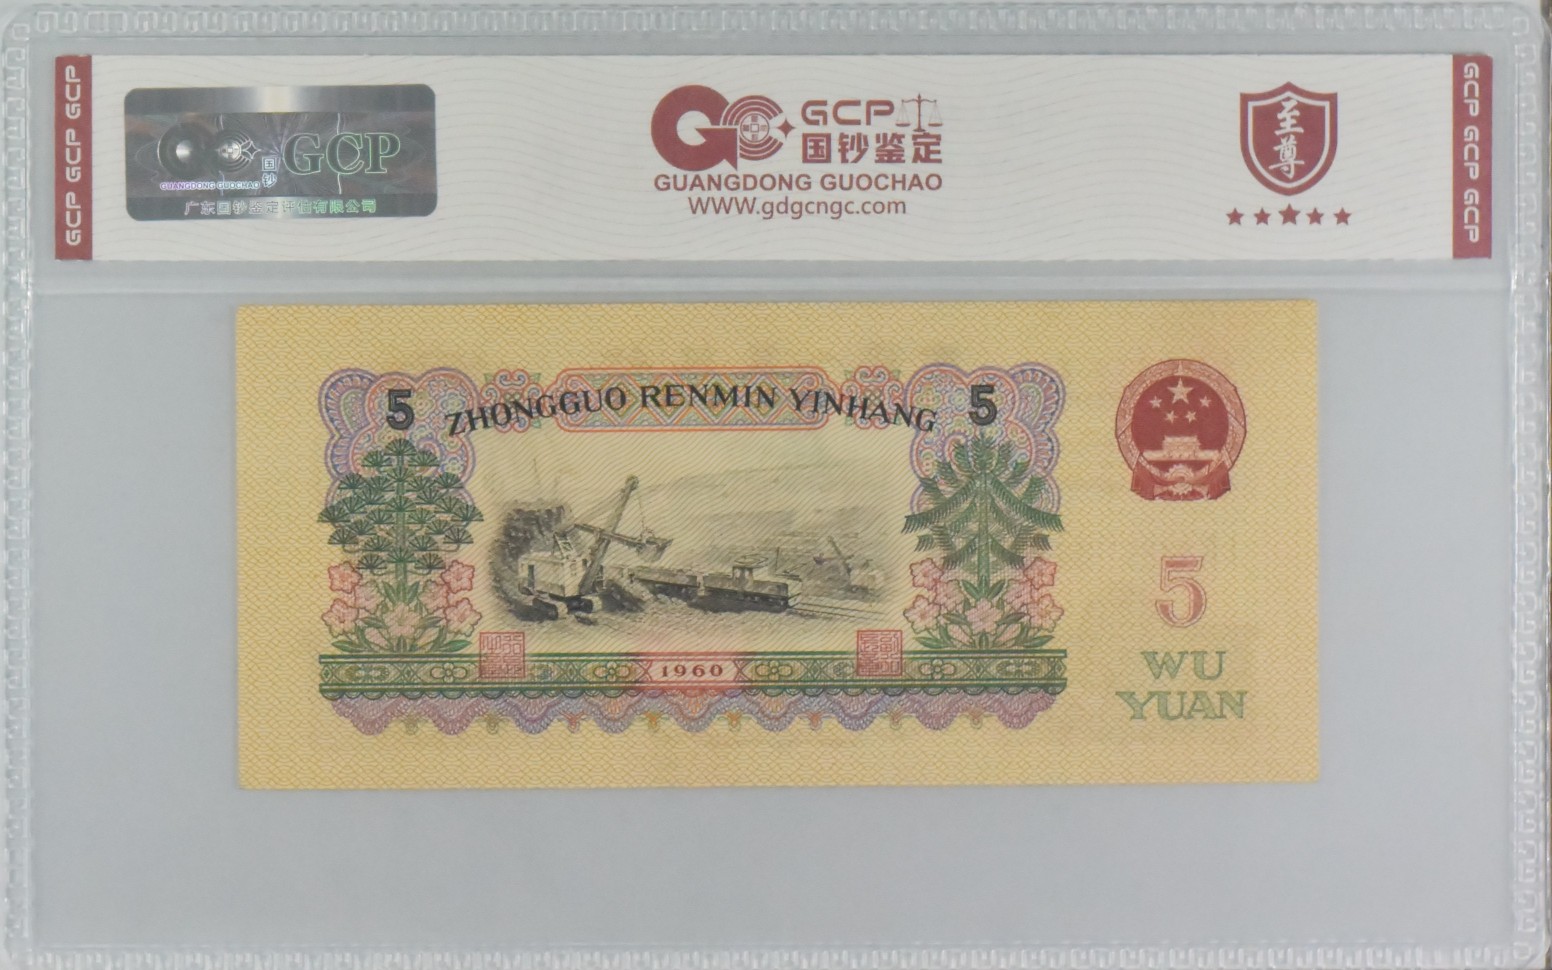 GCP GCP GCP
国钞
GCP
GUANGDONG GUOCHAO
广东国钞鉴定评估有限公司
GCP
国钞鉴定
GUANGDONG GUOCHAO
WWW.gdgcngc.com
至尊
GCP GCP GCP GCP
5
ZHONGGUO RENMIN YINHANG
5
5
WU
YUAN
1960